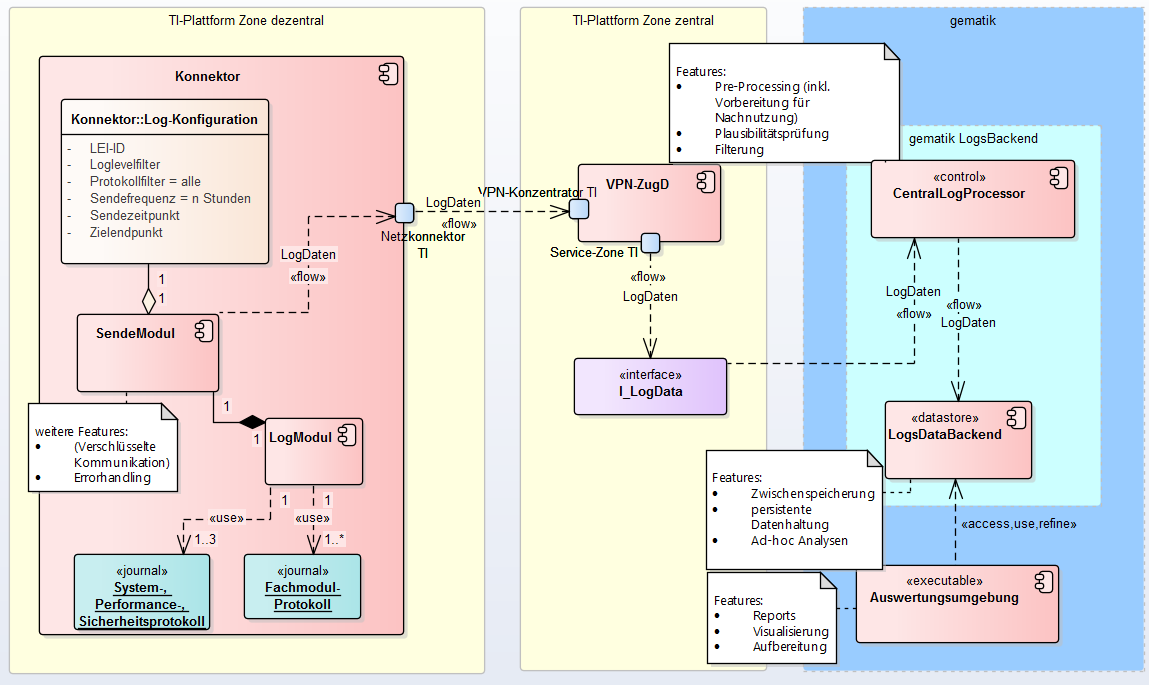 TI-Plattform Zone dezentral
Konnektor
Konnektor::Log-Konfiguration
- LEI-ID
- Loglevelfilter
- Protokollfilter = alle
- Sendefrequenz = n Stunden
- Sendezeitpunkt
- Zielendpunkt
1
1
SendeModul
LogDaten
«flow»
weitere Features:
• (Verschlüsselte
Kommunikation)
• Errorhandling
1
1
LogModul
1
1
«use»
«use»
1..3
1..*
«journal»
System-,
Performance-,
Sicherheitsprotokoll
«journal»
Fachmodul-
Protokoll
Netzkonnektor
TI
LogDaten
«flow»
TI-Plattform Zone zentral
VPN-Konzentrator TI
VPN-ZugD
Service-Zone TI
«flow»
LogDaten
«interface»
I_LogData
gematik
Features:
• Pre-Processing (inkl.
Vorbereitung für
Nachnutzung)
• Plausibilitätsprüfung
• Filterung
gematik LogsBackend
«control»
CentralLogProcessor
LogDaten
«flow»
«flow»
LogDaten
«datastore»
LogsDataBackend
Features:
• Zwischenspeicherung
• persistente
Datenhaltung
• Ad-hoc Analysen
«access,use,refine»
«executable»
Auswertungsumgebung
Features:
• Reports
• Visualisierung
• Aufbereitung